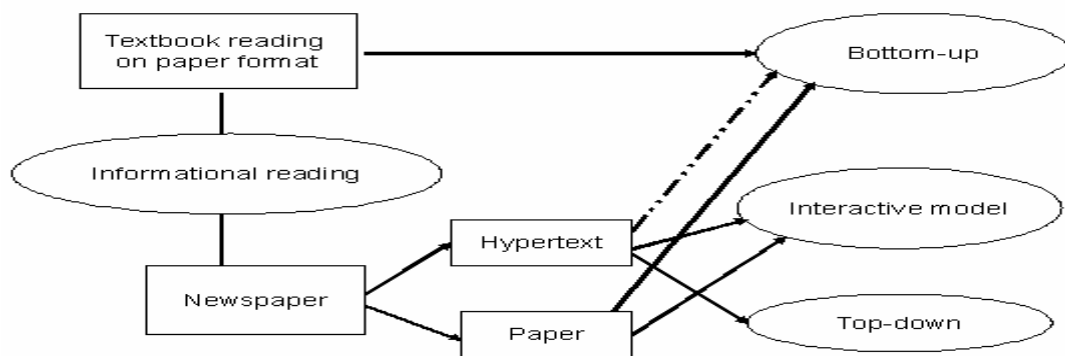 Textbook reading
on paper format
Bottom-up
Informational reading
Interactive model
Hypertext
Newspaper
Paper
Top-down